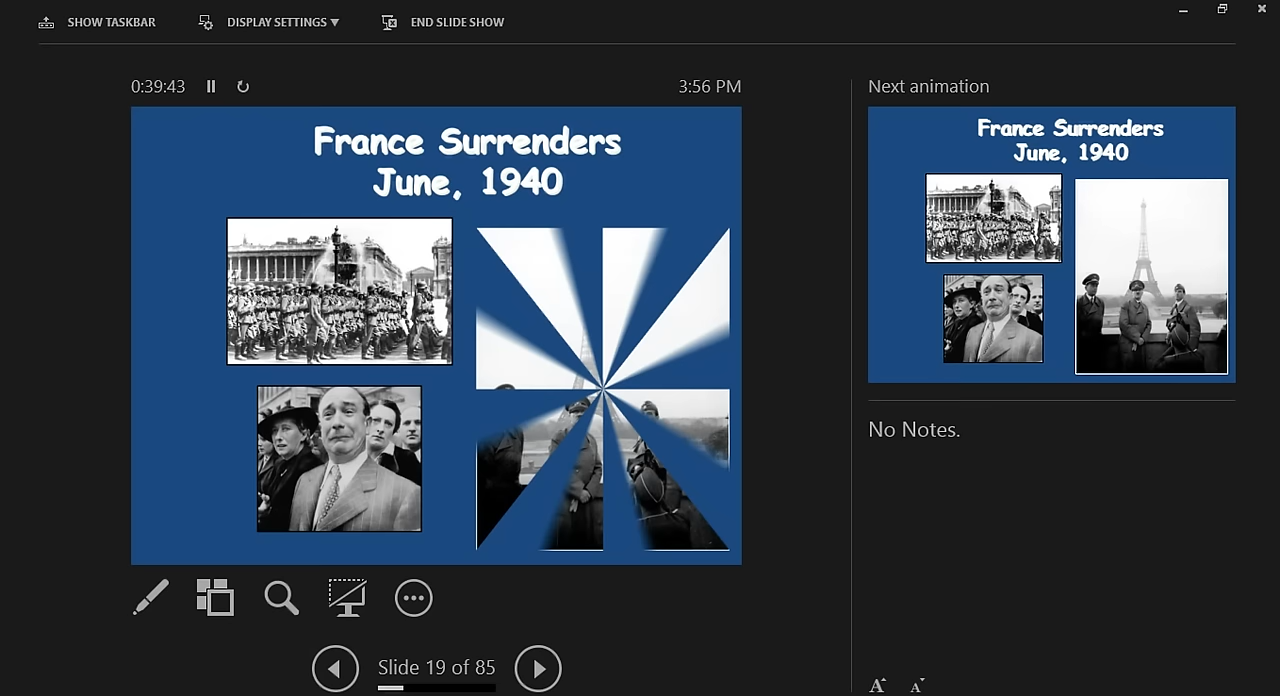 SHOW TASKBAR DISPLAY SETTINGS ▼ END SLIDE SHOW
0:39:43 3:56 PM
France Surrenders
June, 1940
Slide 19 of 85
Next animation
France Surrenders
June, 1940
No Notes.
A A